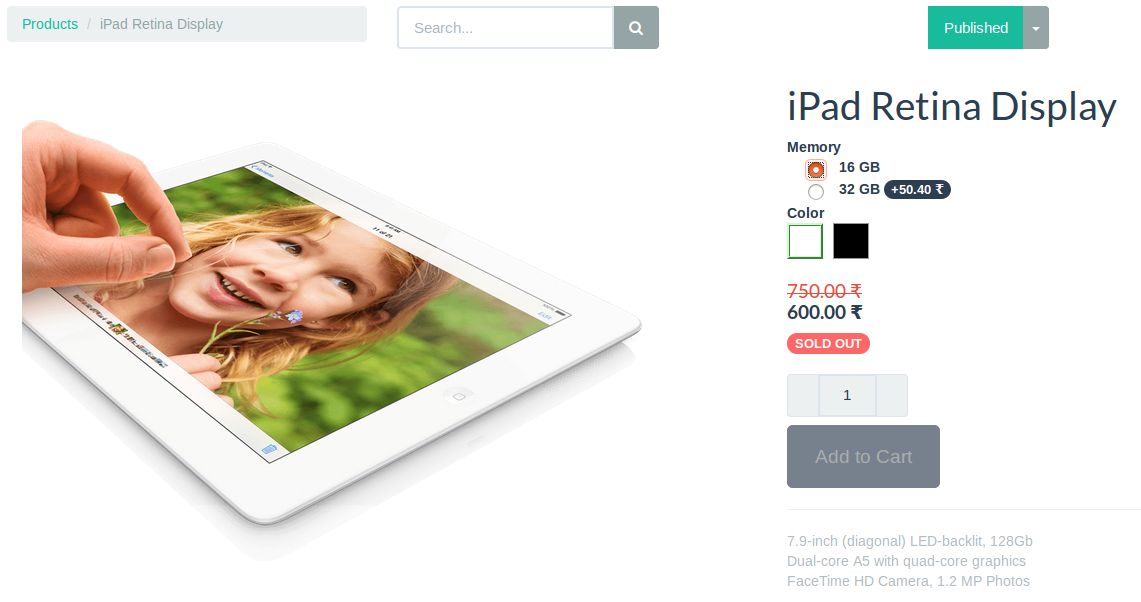 Products / iPad Retina Display
Search...
Published
iPad Retina Display
Memory
16 GB
32 GB +50.40 ₹
Color
750.00 ₹
600.00 ₹
SOLD OUT
1
Add to Cart
7.9-inch (diagonal) LED-backlit, 128Gb
Dual-core A5 with quad-core graphics
FaceTime HD Camera, 1.2 MP Photos